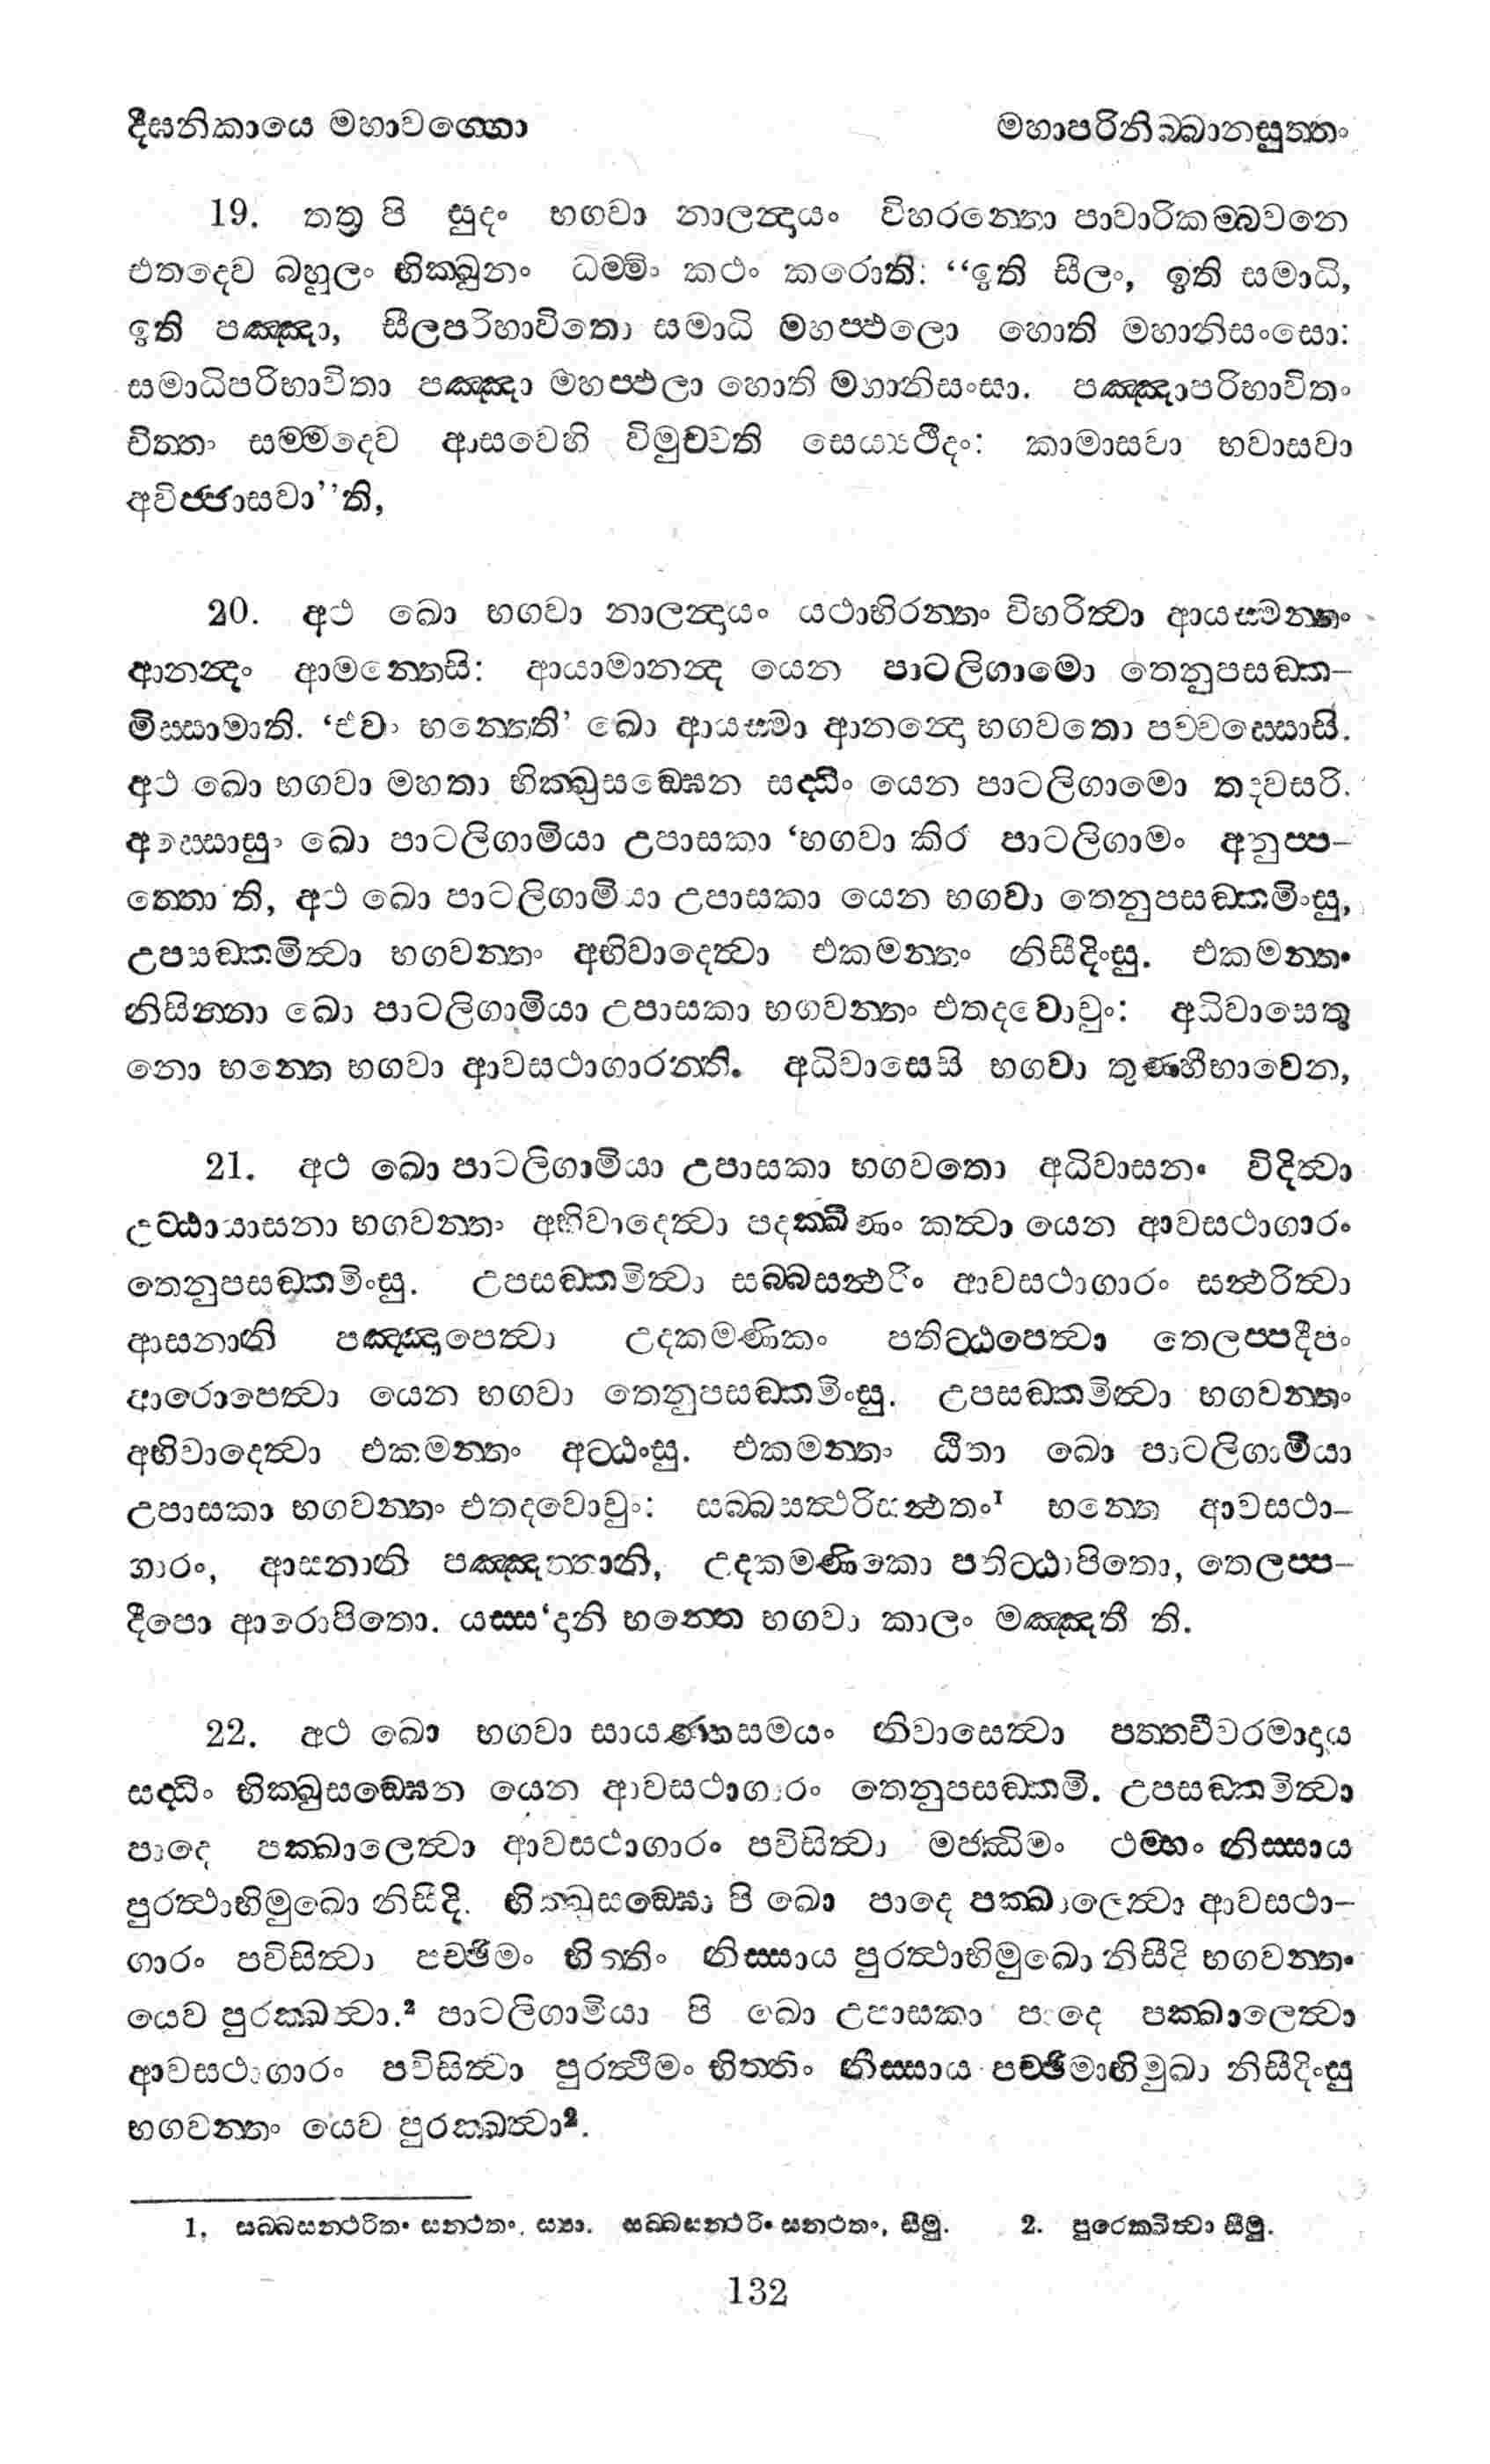 දීඝනිකායෙ මහාවග්ගො මහාපරිනිබ්බානසුත්තං
19. තත්‍ර පි සුදං භගවා නාලන්දායං විහරන්තො පාවාරිකම්බවනෙ
එතදෙව බහූලං භික්ඛුනං ධම්මිං කථං කරොති: “ඉති සීලං, ඉති සමාධි,
ඉති පඤ්ඤා, සීලපරිභාවිතො සමාධි මහප්ඵලො හොති මහානිසංසො:
සමාධිපරිභාවිතා පඤ්ඤා මහප්ඵලා හොති මහානිසංසා. පඤ්ඤාපරිභාවිතං
චිත්තං සම්මදෙව ආසවෙහි විමුච්චති සෙය්‍යථීදං: කාමාසවා භවාසවා
අවිජ්ජාසවා’’ති,
20. අථ ඛො භගවා නාලන්දායං යථාභිරන්තං විහරිත්‍වා ආයස්මන්තං
ආනන්දං ආමන්තෙසි: ආයාමානන්ද යෙන පාටලිගාමො තෙනුපසඞ්ක–
මිස්සාමාති. ‘එවං භන්තෙති’ ඛො ආයස්මා ආනන්දො භගවතො පච්චස්සොසි.
අථ ඛො භගවා මහතා භික්ඛුසඞ්ඝෙන සද්ධිං යෙන පාටලිගාමො තදවසරි.
අස්සොසුං ඛො පාටලිගාමියා උපාසකා ‘භගවා කිර පාටලිගාමං අනුප්ප–
ත්තො’ති, අථ ඛො පාටලිගාමියා උපාසකා යෙන භගවා තෙනුපසඞ්කමිංසු,
උපසඞ්කමිත්‍වා භගවන්තං අභිවාදෙත්‍වා එකමන්තං නිසීදිංසු. එකමන්තං
නිසින්නා ඛො පාටලිගාමියා උපාසකා භගවන්තං එතදවොචුං: අධිවාසෙතු
නො භන්තෙ භගවා ආවසථාගාරන්ති. අධිවාසෙසි භගවා තුණ්හීභාවෙන,
21. අථ ඛො පාටලිගාමියා උපාසකා භගවතො අධිවාසනං විදිත්‍වා
උට්ඨායාසනා භගවන්තං අභිවාදෙත්‍වා පදක්ඛිණං කත්‍වා යෙන ආවසථාගාරං
තෙනුපසඞ්කමිංසු. උපසඞ්කමිත්‍වා සබ්බසන්ථරිං ආවසථාගාරං සන්ථරිත්‍වා
ආසනානි පඤ්ඤාපෙත්‍වා උදකමණිකං පතිට්ඨපෙත්‍වා තෙලප්පදීපං
ආරොපෙත්‍වා යෙන භගවා තෙනුපසඞ්කමිංසු. උපසඞ්කමිත්‍වා භගවන්තං
අභිවාදෙත්‍වා එකමන්තං අට්ඨංසු. එකමන්තං ඨිතා ඛො පාටලිගාමියා
උපාසකා භගවන්තං එතදවොචුං: සබ්බසත්‍ථරිසන්ථතං¹ භන්තෙ ආවසථා–
ගාරං, ආසනානි පඤ්ඤත්තානි, උදකමණිකො පතිට්ඨාපිතො, තෙලප්ප–
දීපො ආරොපිතො. යස්ස‘දානි භන්තෙ භගවා කාලං මඤ්ඤතී ති.
22. අථ ඛො භගවා සායණ්හසමයං නිවාසෙත්‍වා පත්තචීවරමාදාය
සද්ධිං භික්ඛුසඞ්ඝෙන යෙන ආවසථාගාරං තෙනුපසඞ්කමි. උපසඞ්කමිත්‍වා
පාදෙ පක්ඛාලෙත්‍වා ආවසථාගාරං පවිසිත්‍වා මජ්ඣිමං ථම්භං නිස්සාය
පුරත්‍ථාභිමුඛො නිසීදි. භික්ඛුසඞ්ඝො පි ඛො පාදෙ පක්ඛාලෙත්‍වා ආවසථා–
ගාරං පවිසිත්‍වා පච්ඡිමං භිත්තිං නිස්සාය පුරත්‍ථාභිමුඛො නිසීදි භගවන්තං
යෙව පුරක්ඛත්‍වා.² පාටලිගාමියා පි ඛො උපාසකා පාදෙ පක්ඛාලෙත්‍වා
ආවසථාගාරං පවිසිත්‍වා පුරත්‍ථිමං භිත්තිං නිස්සාය පච්ඡිමාභිමුඛා නිසීදිංසු
භගවන්තං යෙව පුරක්ඛත්‍වා².
1. සබ්බසන්ථරිතං සන්ථතං, ස්‍යා. සබ්බසන්ථරිං සන්ථතං, සීමු. 2. පුරෙක්ඛිත්‍වා සීමු.
132